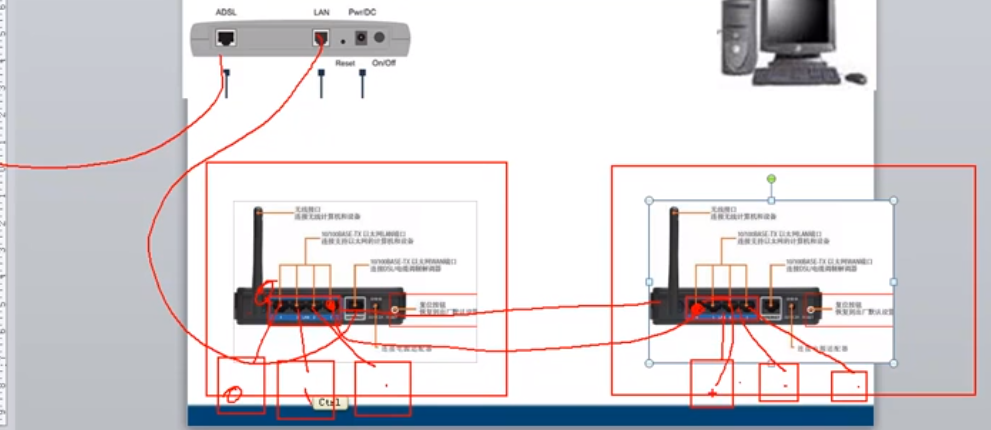 ADSL
LAN
Pwr/DC
Reset
On/Off
无线接口
连接无线计算机和设备
10/100BASE-TX 以太网LAN端口
连接支持以太网的计算机和设备
10/100BASE-TX 以太网WAN端口
连接DSL/电缆调制解调器
复位按钮
恢复到出厂默认设
连接电源适配器
无线接口
连接无线计算机和设备
10/100BASE-TX 以太网LAN端口
连接支持以太网的计算机和设备
10/100BASE-TX 以太网WAN端口
连接DSL/电缆调制解调器
复位按钮
恢复到出厂默认设
电源适配器
Ctrl